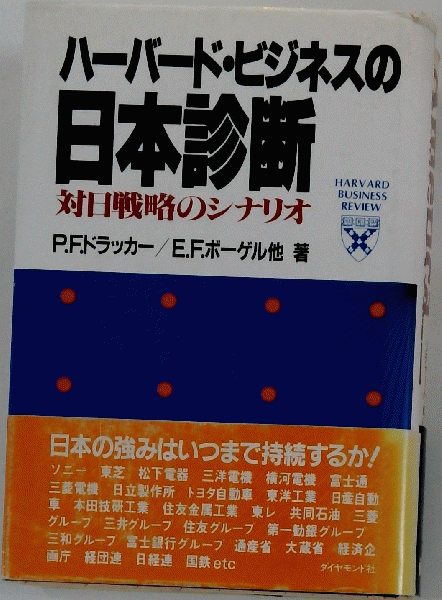 ハーバード・ビジネスの
日本診断
対日戦略のシナリオ
HARVARD
BUSINESS
REVIEW
P.F.ドラッカー/E.F.ボーゲル他 著
日本の強みはいつまで持続するか!
ソニー 東芝 松下電器 三洋電機 横河電機 富士通
三菱電機 日立製作所 トヨタ自動車 東洋工業 日産自動
車 本田技研工業 住友金属工業 東レ 共同石油 三菱
グループ 三井グループ 住友グループ 第一勧銀グループ
三和グループ 富士銀行グループ 通産省 大蔵省 経済企
画庁 経団連 日経連 国鉄etc
ダイヤモンド社